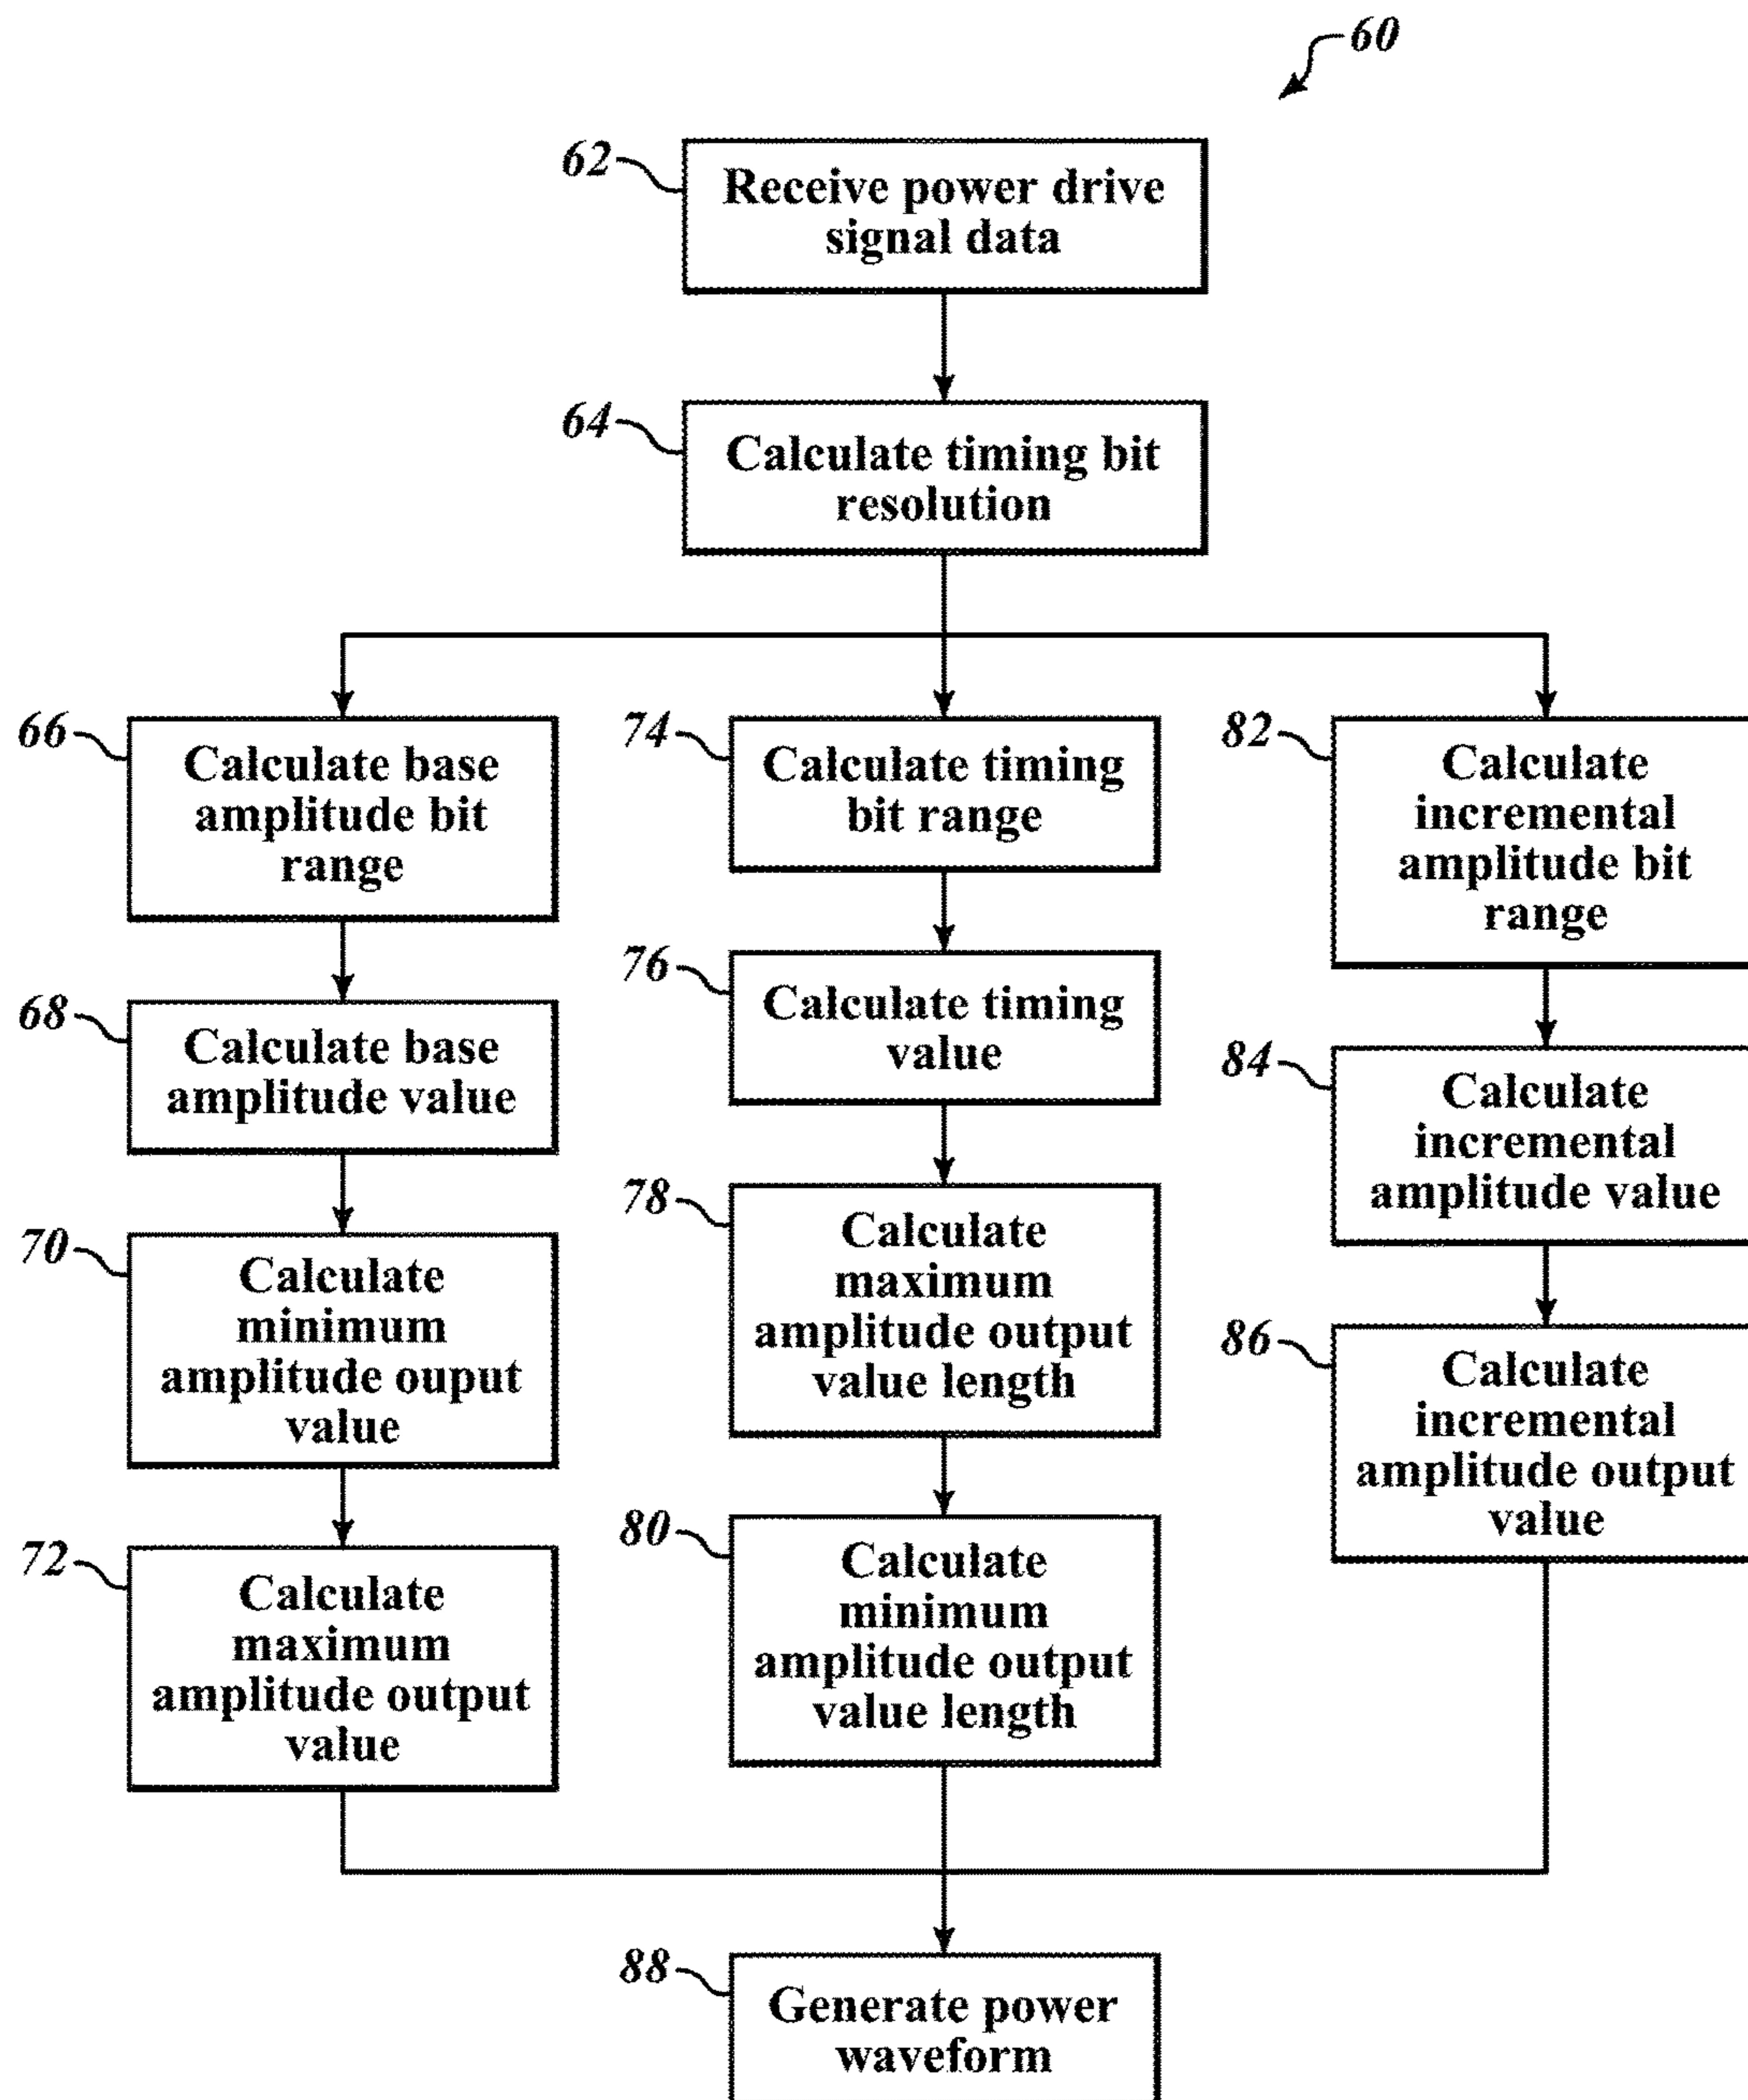 60
62
Receive power drive
signal data
64
Calculate timing bit
resolution
66
Calculate base
amplitude bit
range
68
Calculate base
amplitude value
70
Calculate
minimum
amplitude ouput
value
72
Calculate
maximum
amplitude output
value
74
Calculate timing
bit range
76
Calculate timing
value
78
Calculate
maximum
amplitude output
value length
80
Calculate
minimum
amplitude output
value length
82
Calculate
incremental
amplitude bit
range
84
Calculate
incremental
amplitude value
86
Calculate
incremental
amplitude output
value
88
Generate power
waveform